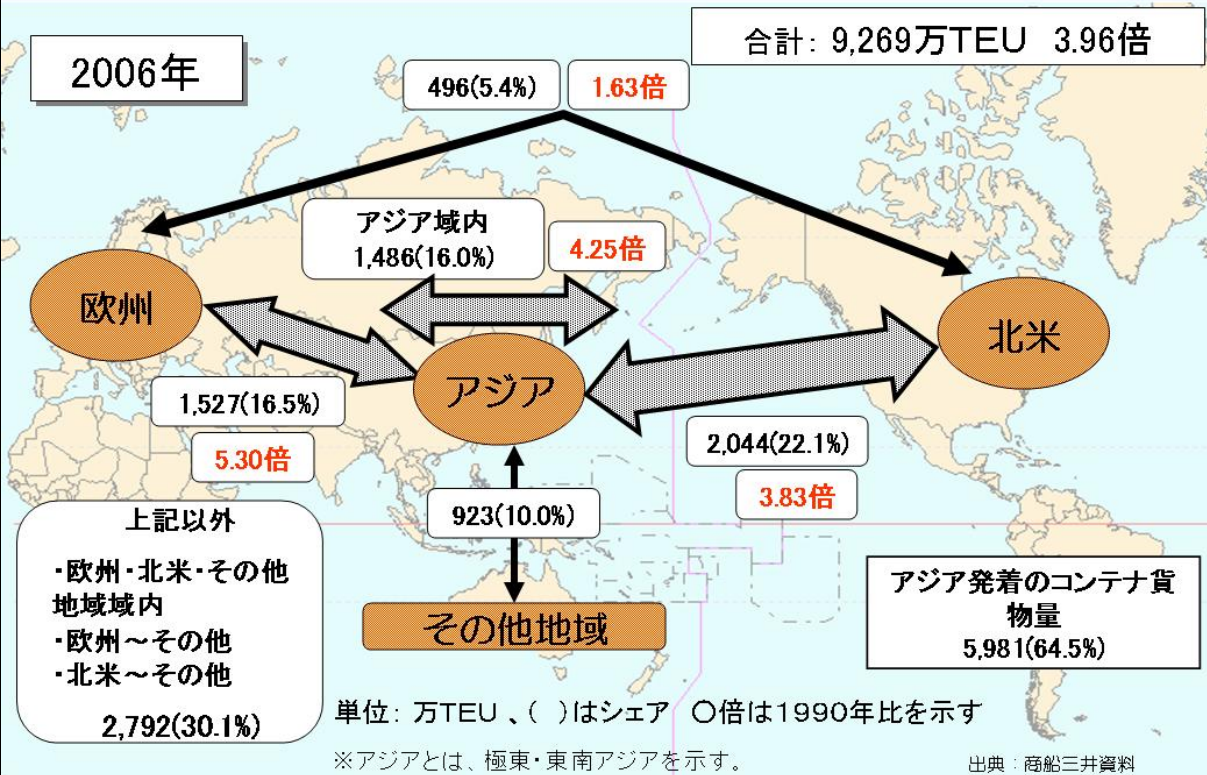 2006年
合計: 9,269万TEU 3.96倍
496(5.4%)
1.63倍
アジア域内
1,486(16.0%)
4.25倍
欧州
北米
アジア
1,527(16.5%)
5.30倍
2,044(22.1%)
3.83倍
923(10.0%)
上記以外
・欧州・北米・その他
地域域内
・欧州～その他
・北米～その他
2,792(30.1%)
その他地域
アジア発着のコンテナ貨
物量
5,981(64.5%)
単位: 万TEU 、( )はシェア ○倍は1990年比を示す
※アジアとは、極東・東南アジアを示す。
出典：商船三井資料